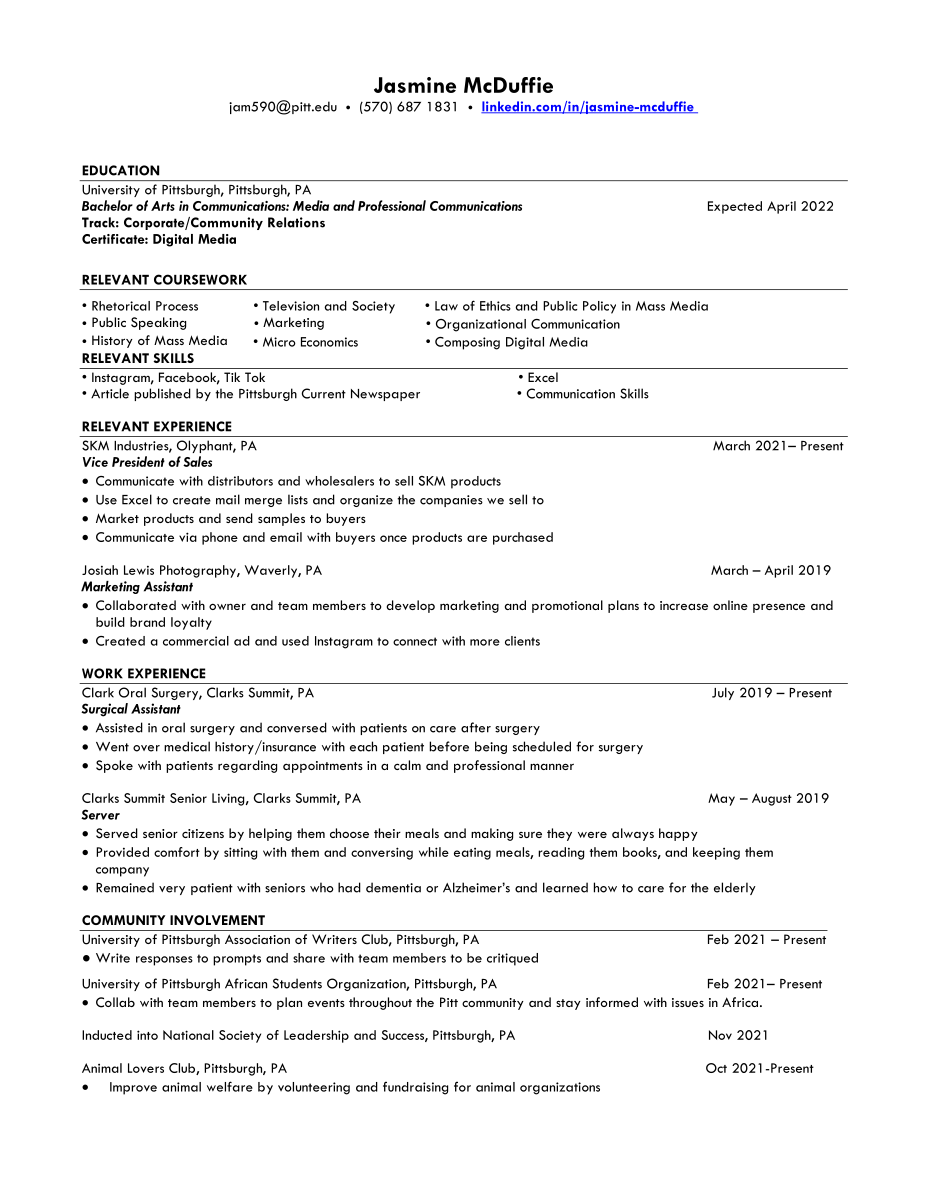 Jasmine McDuffie
jam590@pitt.edu • (570) 687 1831 • linkedin.com/in/jasmine-mcduffie
EDUCATION
University of Pittsburgh, Pittsburgh, PA
Bachelor of Arts in Communications: Media and Professional Communications Expected April 2022
Track: Corporate/Community Relations
Certificate: Digital Media
RELEVANT COURSEWORK
• Rhetorical Process • Television and Society • Law of Ethics and Public Policy in Mass Media
• Public Speaking • Marketing • Organizational Communication
• History of Mass Media • Micro Economics • Composing Digital Media
RELEVANT SKILLS
• Instagram, Facebook, Tik Tok • Excel
• Article published by the Pittsburgh Current Newspaper • Communication Skills
RELEVANT EXPERIENCE
SKM Industries, Olyphant, PA March 2021– Present
Vice President of Sales
• Communicate with distributors and wholesalers to sell SKM products
• Use Excel to create mail merge lists and organize the companies we sell to
• Market products and send samples to buyers
• Communicate via phone and email with buyers once products are purchased
Josiah Lewis Photography, Waverly, PA March – April 2019
Marketing Assistant
• Collaborated with owner and team members to develop marketing and promotional plans to increase online presence and
build brand loyalty
• Created a commercial ad and used Instagram to connect with more clients
WORK EXPERIENCE
Clark Oral Surgery, Clarks Summit, PA July 2019 – Present
Surgical Assistant
• Assisted in oral surgery and conversed with patients on care after surgery
• Went over medical history/insurance with each patient before being scheduled for surgery
• Spoke with patients regarding appointments in a calm and professional manner
Clarks Summit Senior Living, Clarks Summit, PA May – August 2019
Server
• Served senior citizens by helping them choose their meals and making sure they were always happy
• Provided comfort by sitting with them and conversing while eating meals, reading them books, and keeping them
company
• Remained very patient with seniors who had dementia or Alzheimer's and learned how to care for the elderly
COMMUNITY INVOLVEMENT
University of Pittsburgh Association of Writers Club, Pittsburgh, PA Feb 2021 – Present
• Write responses to prompts and share with team members to be critiqued
University of Pittsburgh African Students Organization, Pittsburgh, PA Feb 2021– Present
• Collab with team members to plan events throughout the Pitt community and stay informed with issues in Africa.
Inducted into National Society of Leadership and Success, Pittsburgh, PA Nov 2021
Animal Lovers Club, Pittsburgh, PA Oct 2021-Present
• Improve animal welfare by volunteering and fundraising for animal organizations